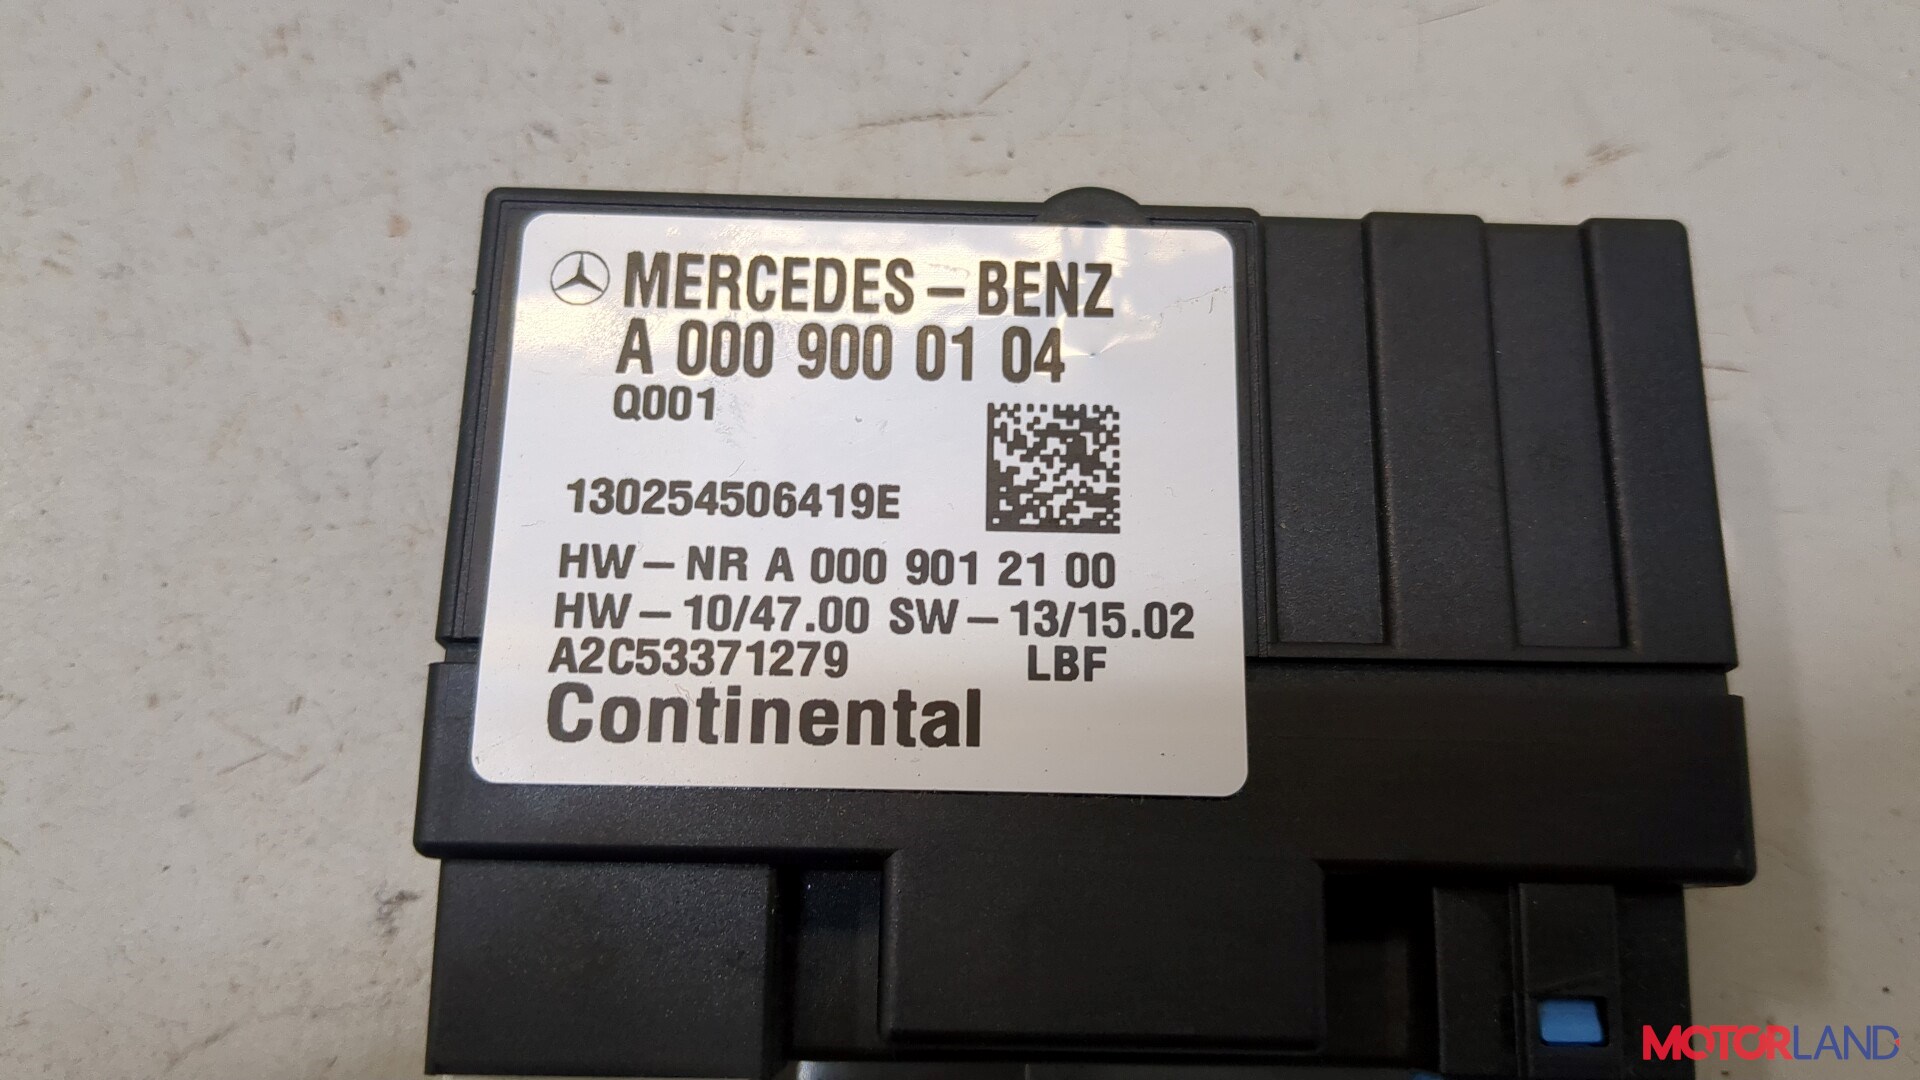 MERCEDES-BENZ
A 000 900 01 04
Q001
130254506419E
HW-NR A 000 901 21 00
HW-10/47.00 SW-13/15.02
A2C53371279 LBF
Continental
MOTORLAND